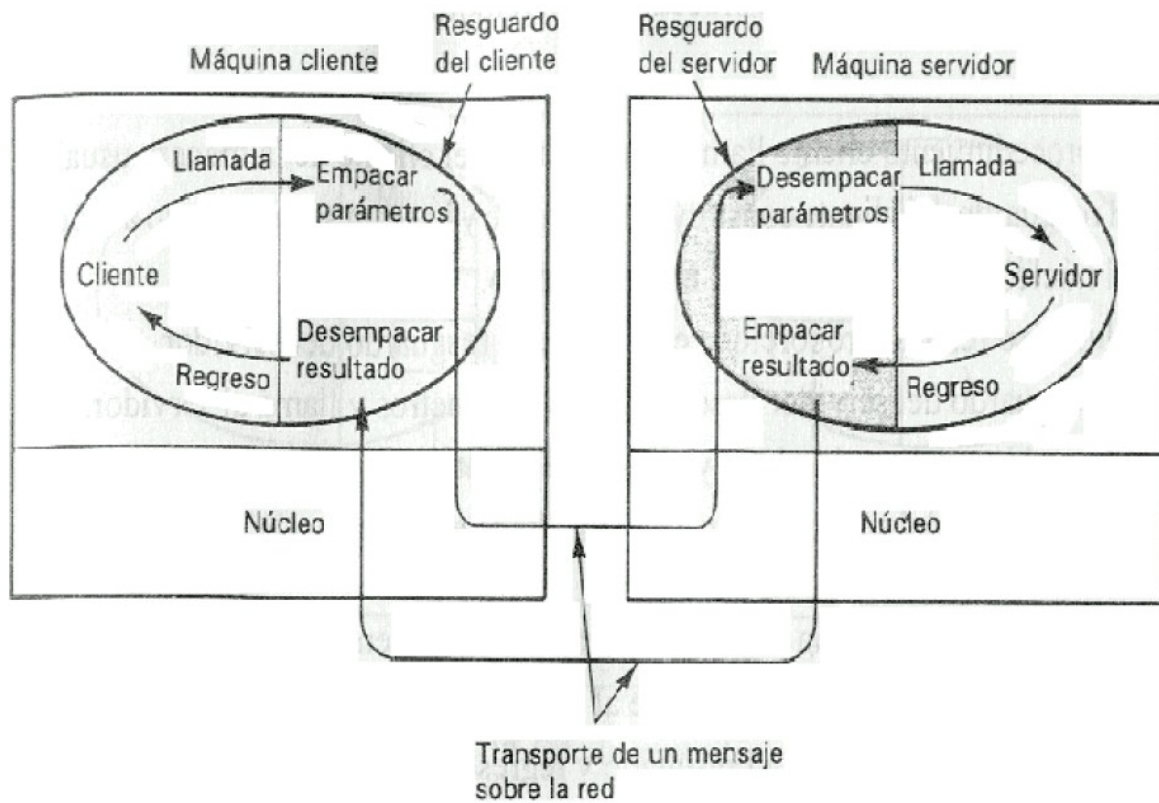 Resguardo
del cliente
Resguardo
del servidor
Máquina cliente
Máquina servidor
Llamada
Empacar
parámetros
Cliente
Desempacar
resultado
Regreso
Núcleo
Desempacar
parámetros
Llamada
Servidor
Empacar
resultado
Regreso
Núcleo
Transporte de un mensaje
sobre la red